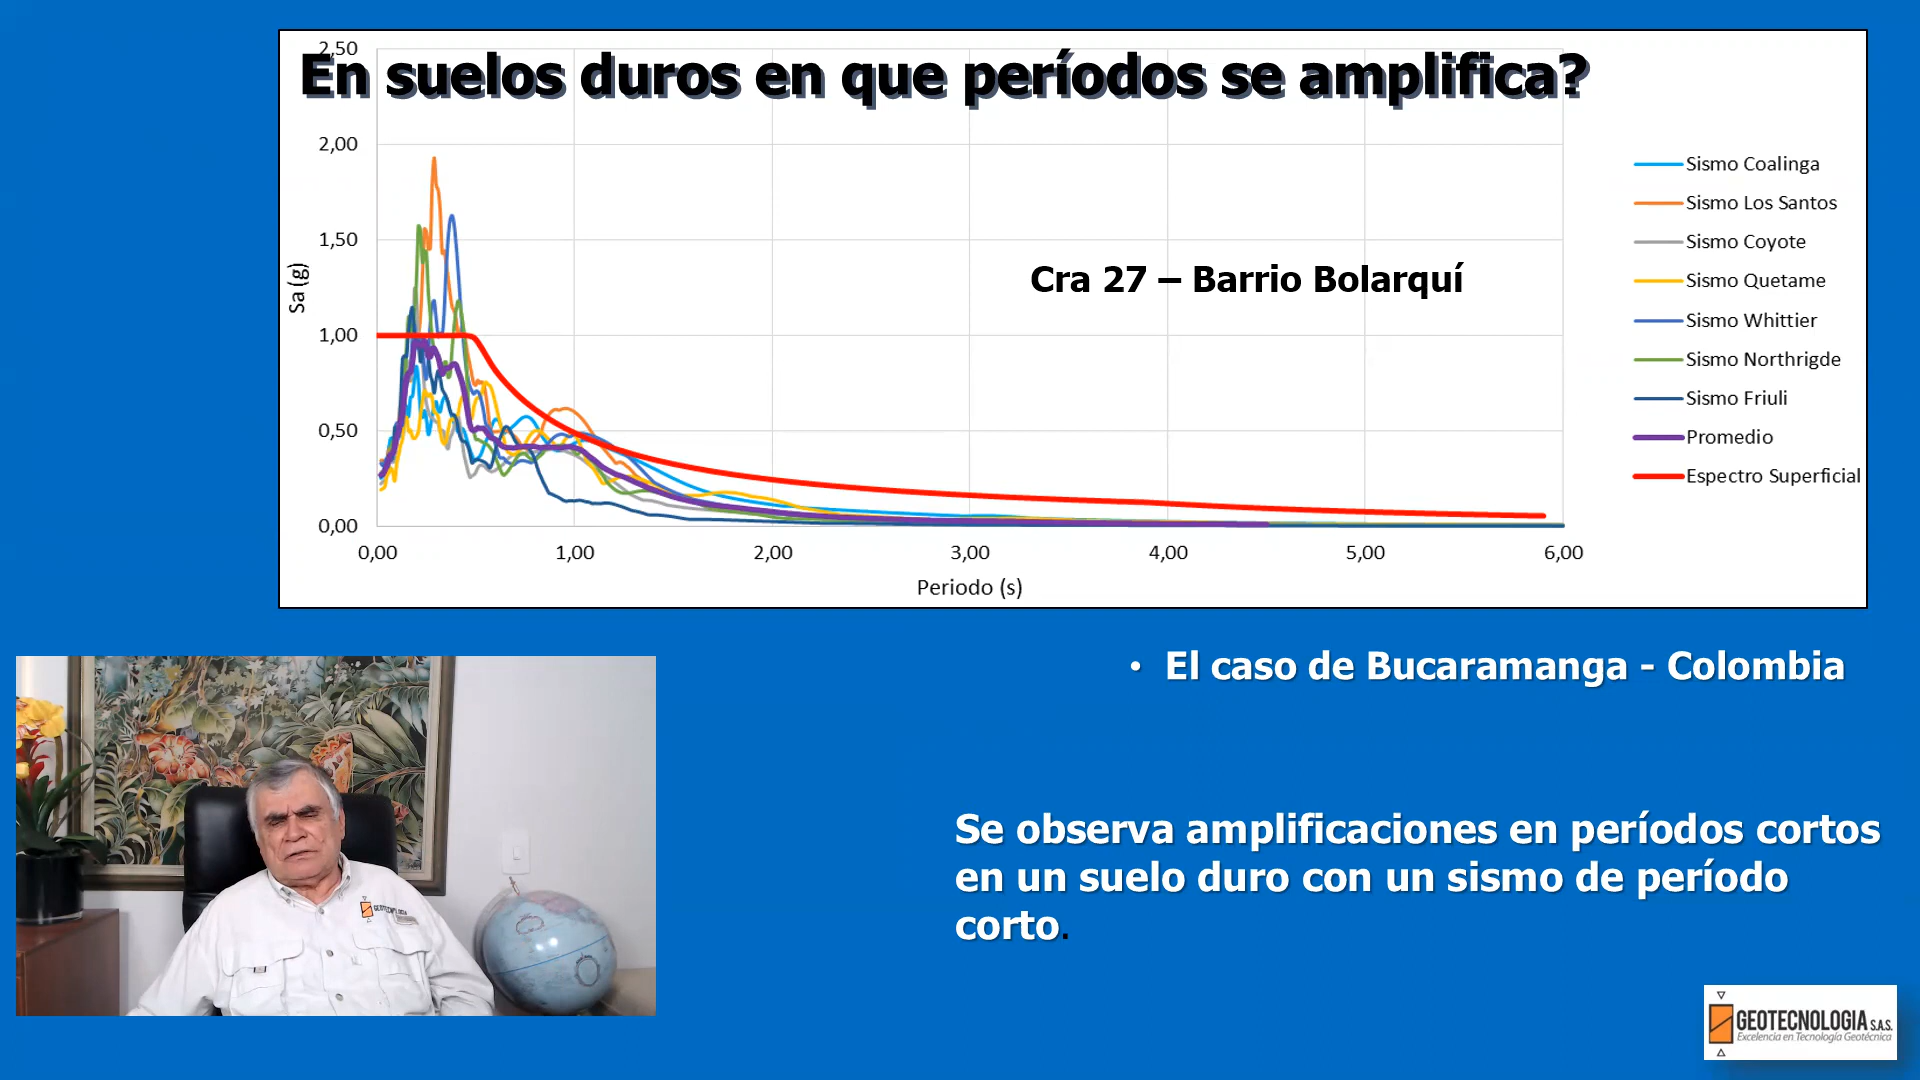 En suelos duros en que períodos se amplifica?
2,50
2,00
1,50
1,00
0,50
0,00
Sa (g)
0,00 1,00 2,00 3,00 4,00 5,00 6,00
Periodo (s)
Cra 27 – Barrio Bolarquí
Sismo Coalinga
Sismo Los Santos
Sismo Coyote
Sismo Quetame
Sismo Whittier
Sismo Northrigde
Sismo Friuli
Promedio
Espectro Superficial
• El caso de Bucaramanga - Colombia
Se observa amplificaciones en períodos cortos
en un suelo duro con un sismo de período
corto.
GEOTECNOLOGIA
GEOTECNOLOGIA S.A.S.
Excelencia en Tecnología Geotécnica